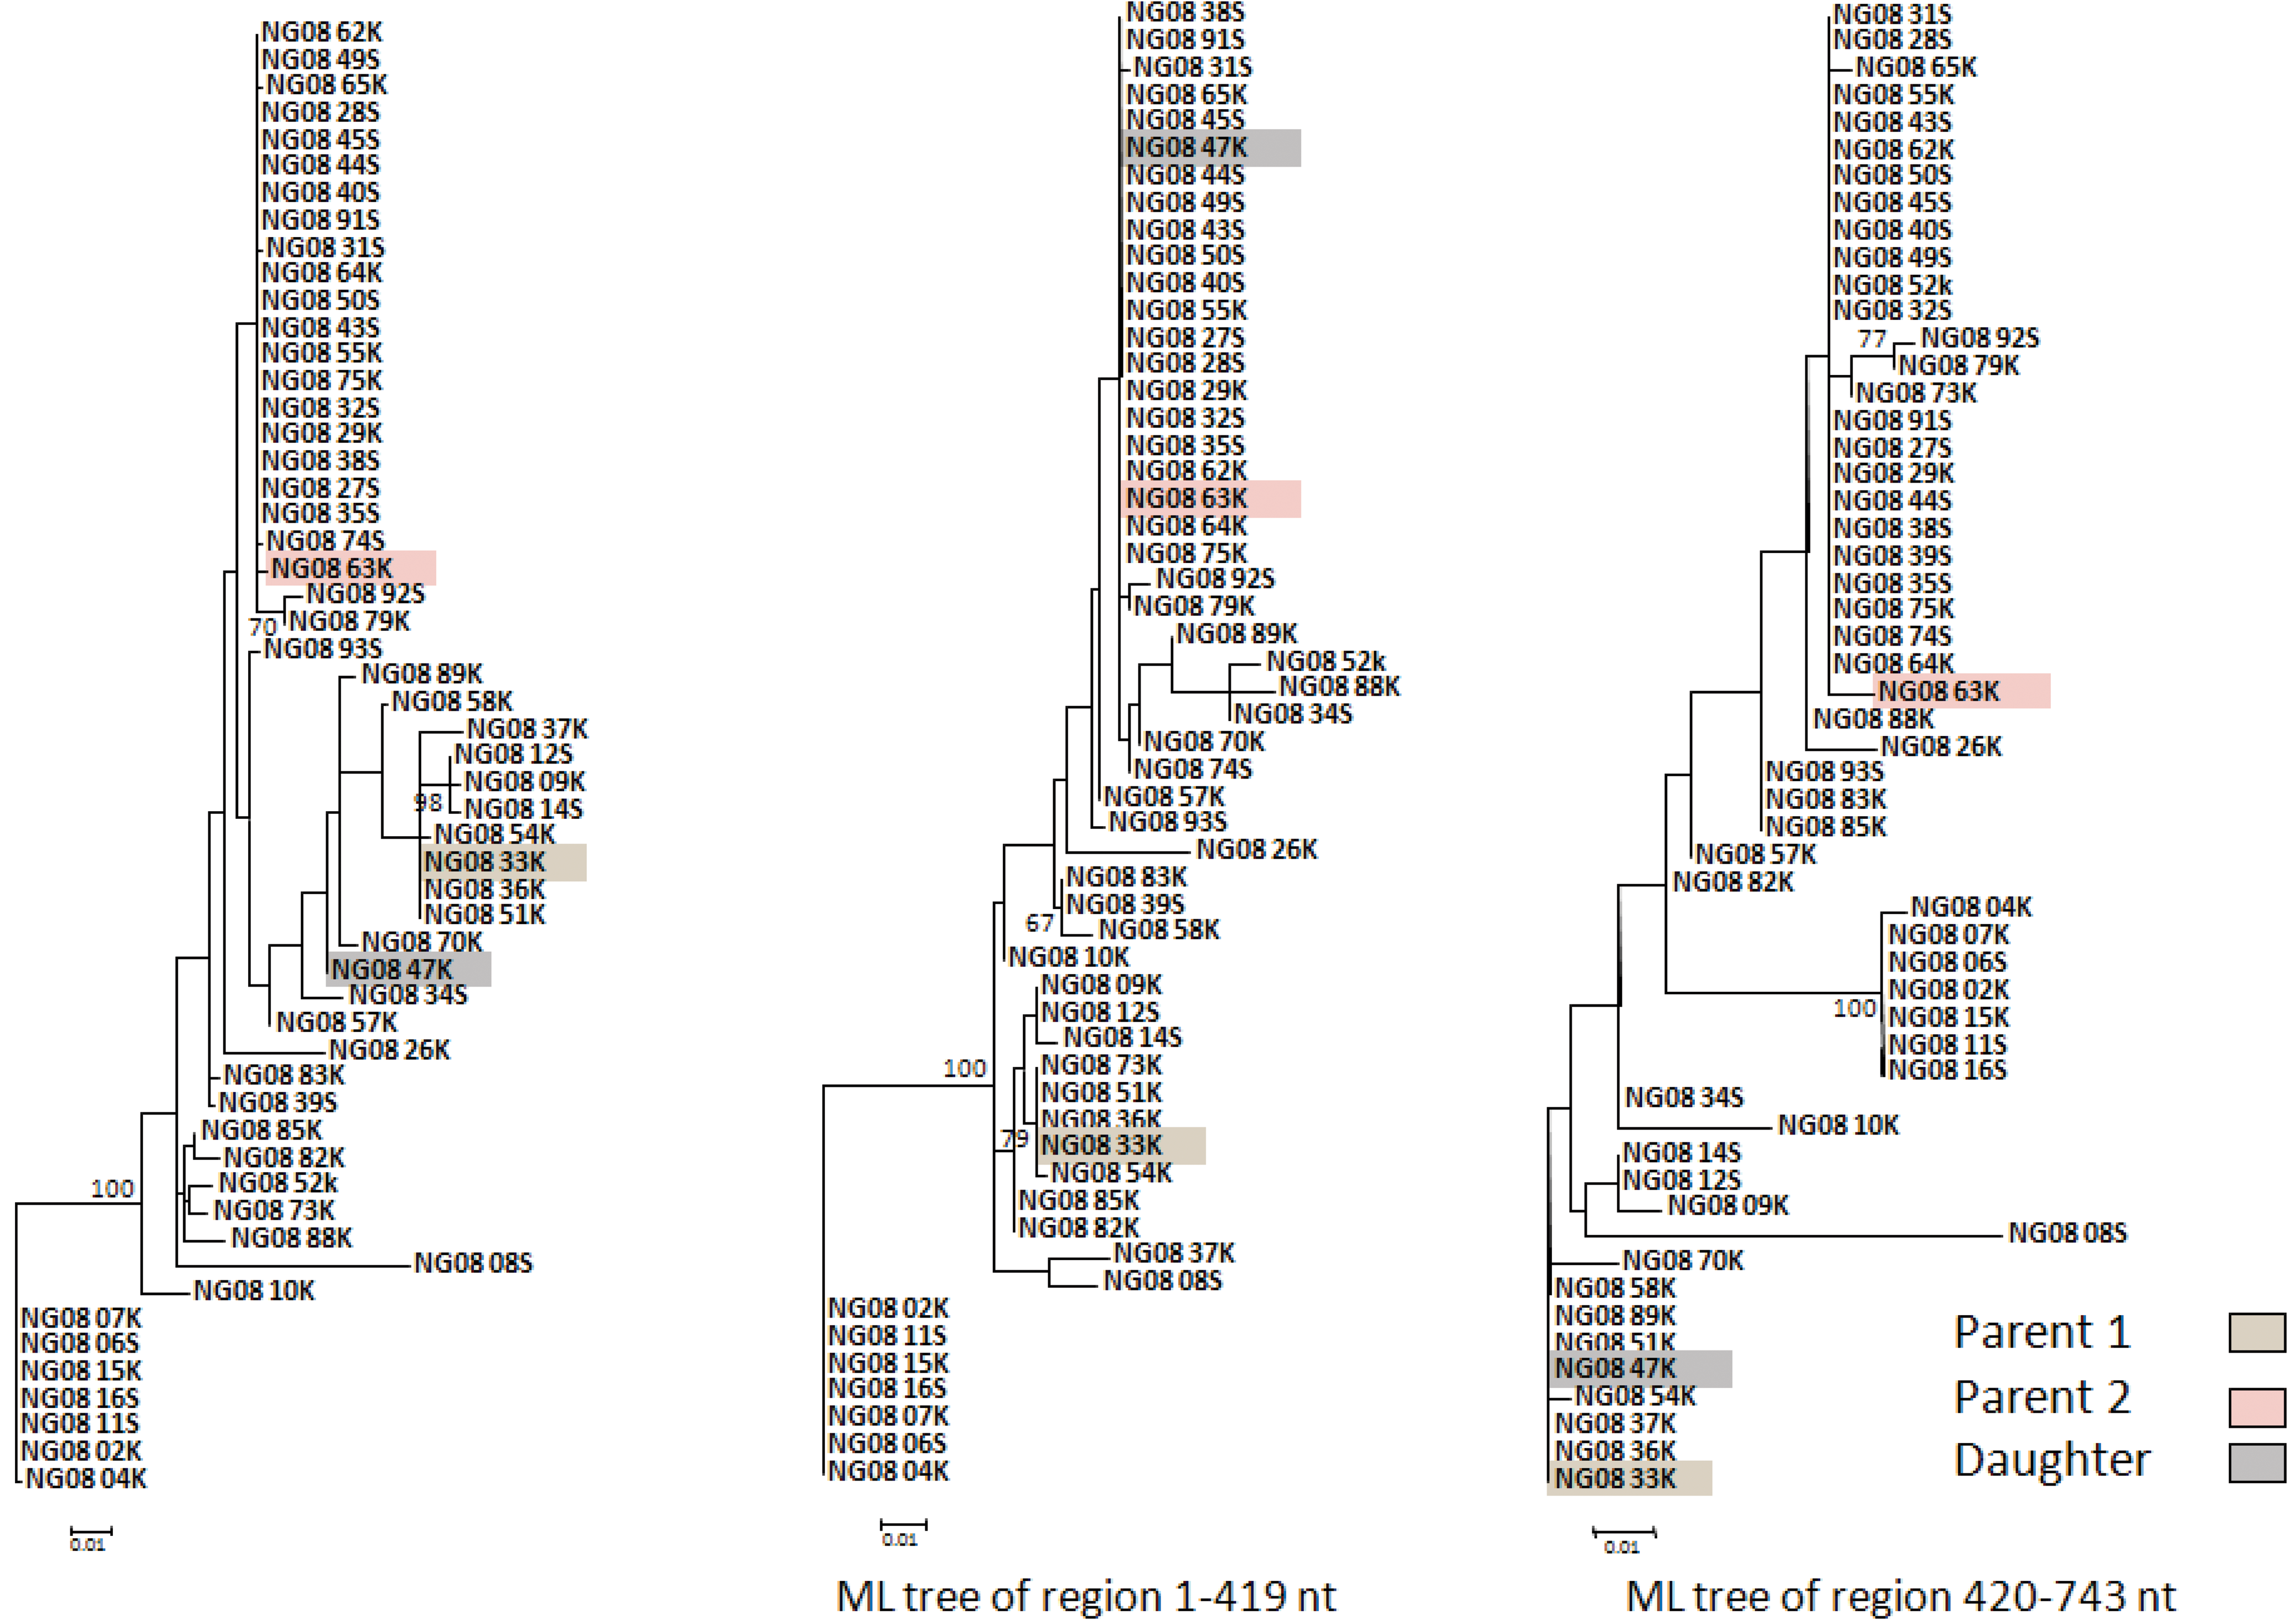 NG08 62K
NG08 49S
NG08 65K
NG08 28S
NG08 45S
NG08 44S
NG08 40S
NG08 91S
NG08 31S
NG08 64K
NG08 50S
NG08 43S
NG08 55K
NG08 75K
NG08 32S
NG08 29K
NG08 38S
NG08 27S
NG08 35S
NG08 74S
NG08 63K
NG08 92S
NG08 79K
70
NG08 93S
NG08 89K
NG08 58K
NG08 37K
NG08 12S
NG08 09K
98
NG08 14S
NG08 54K
NG08 33K
NG08 36K
NG08 51K
NG08 70K
NG08 47K
NG08 34S
NG08 57K
NG08 26K
NG08 83K
NG08 39S
NG08 85K
NG08 82K
NG08 52k
100
NG08 73K
NG08 88K
NG08 08S
NG08 10K
NG08 07K
NG08 06S
NG08 15K
NG08 16S
NG08 11S
NG08 02K
NG08 04K
0.01
NG08 38S
NG08 91S
NG08 31S
NG08 65K
NG08 45S
NG08 47K
NG08 44S
NG08 49S
NG08 43S
NG08 50S
NG08 40S
NG08 55K
NG08 27S
NG08 28S
NG08 29K
NG08 32S
NG08 35S
NG08 62K
NG08 63K
NG08 64K
NG08 75K
NG08 92S
NG08 79K
NG08 89K
NG08 52k
NG08 88K
NG08 34S
NG08 70K
NG08 74S
NG08 57K
NG08 93S
NG08 26K
NG08 83K
NG08 39S
67
NG08 58K
NG08 10K
NG08 09K
NG08 12S
NG08 14S
100
NG08 73K
NG08 51K
NG08 36K
79
NG08 33K
NG08 54K
NG08 85K
NG08 82K
NG08 37K
NG08 08S
NG08 02K
NG08 11S
NG08 15K
NG08 16S
NG08 07K
NG08 06S
NG08 04K
0.01
ML tree of region 1-419 nt
NG08 31S
NG08 28S
NG08 65K
NG08 55K
NG08 43S
NG08 62K
NG08 50S
NG08 45S
NG08 40S
NG08 49S
NG08 52k
NG08 32S
77
NG08 92S
NG08 79K
NG08 73K
NG08 91S
NG08 27S
NG08 29K
NG08 44S
NG08 38S
NG08 39S
NG08 35S
NG08 75K
NG08 74S
NG08 64K
NG08 63K
NG08 88K
NG08 26K
NG08 93S
NG08 83K
NG08 85K
NG08 57K
NG08 82K
NG08 04K
NG08 07K
NG08 06S
NG08 02K
100
NG08 15K
NG08 11S
NG08 16S
NG08 34S
NG08 10K
NG08 14S
NG08 12S
NG08 09K
NG08 08S
NG08 70K
NG08 58K
NG08 89K
NG08 51K
NG08 47K
NG08 54K
NG08 37K
NG08 36K
NG08 33K
Parent 1
Parent 2
Daughter
0.01
ML tree of region 420-743 nt